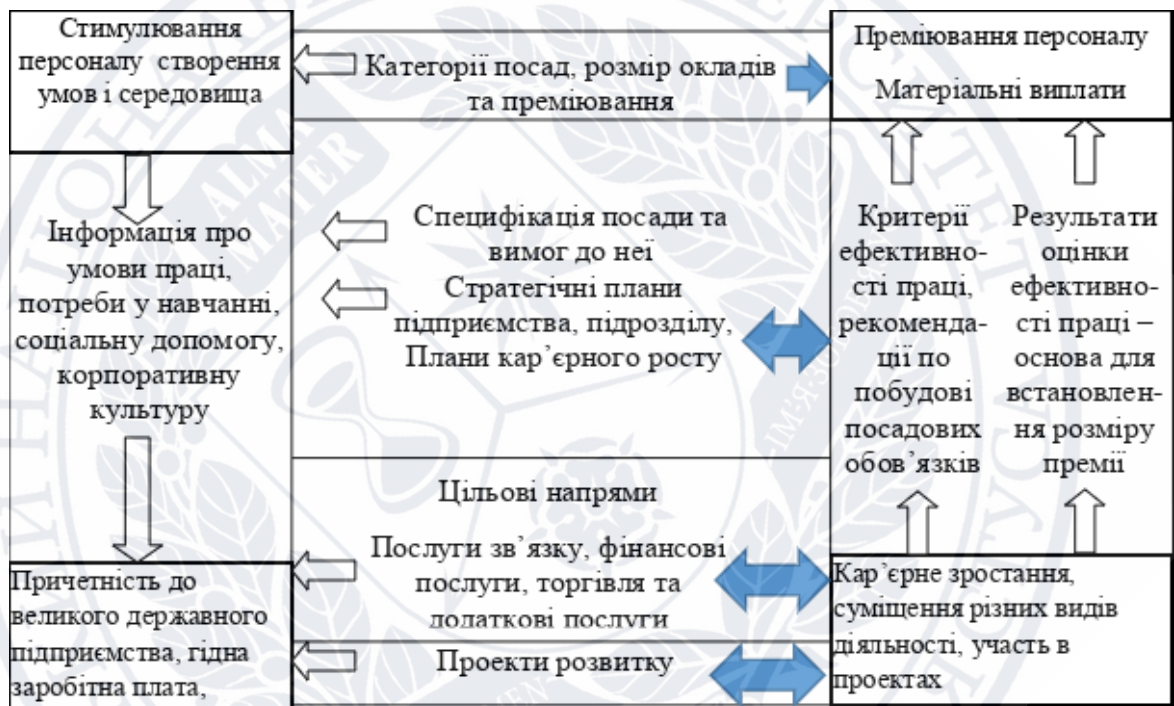 Стимулювання
персоналу створення
умов і середовища
Категорії посад, розмір окладів
та преміювання
Преміювання персоналу
Матеріальні виплати
Інформація про
умови праці,
потреби у навчанні,
соціальну допомогу,
корпоративну
культуру
Специфікація посади та
вимог до неї
Стратегічні плани
підприємства, підрозділу,
Плани кар’єрного росту
Критерії
ефективно-
сті праці,
рекоменда-
ції по
побудові
посадових
обов’язків
Результати
оцінки
ефективно-
сті праці –
основа для
встановлен-
ня розміру
премії
Цільові напрями
Послуги зв’язку, фінансові
послуги, торгівля та
додаткові послуги
Причетність до
великого державного
підприємства, гідна
заробітна плата,
Проекти розвитку
Кар’єрне зростання,
суміщення різних видів
діяльності, участь в
проектах
ALMA
MATER